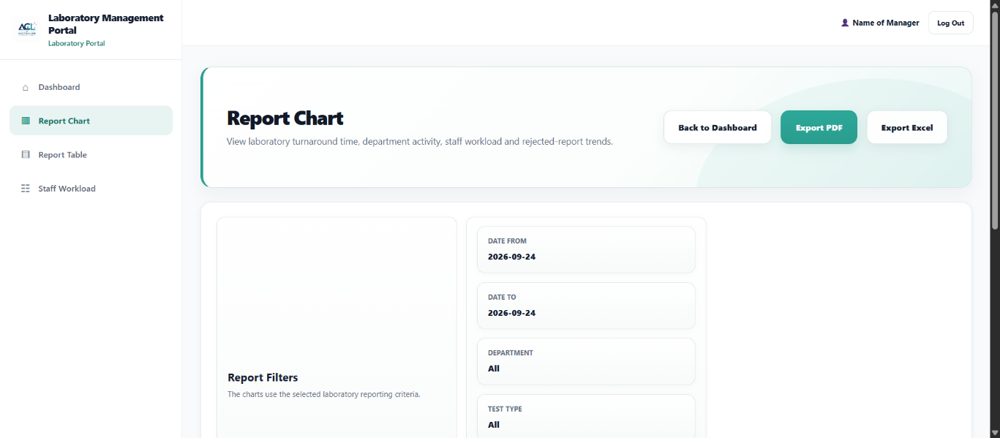 ACL
AUSTRALIAN
Laboratory Management
Portal
Laboratory Portal
Name of Manager
Log Out
Dashboard
Report Chart
Report Table
Staff Workload
Report Chart
View laboratory turnaround time, department activity, staff workload and rejected-report trends.
Back to Dashboard
Export PDF
Export Excel
Report Filters
The charts use the selected laboratory reporting criteria.
DATE FROM
2026-09-24
DATE TO
2026-09-24
DEPARTMENT
All
TEST TYPE
All